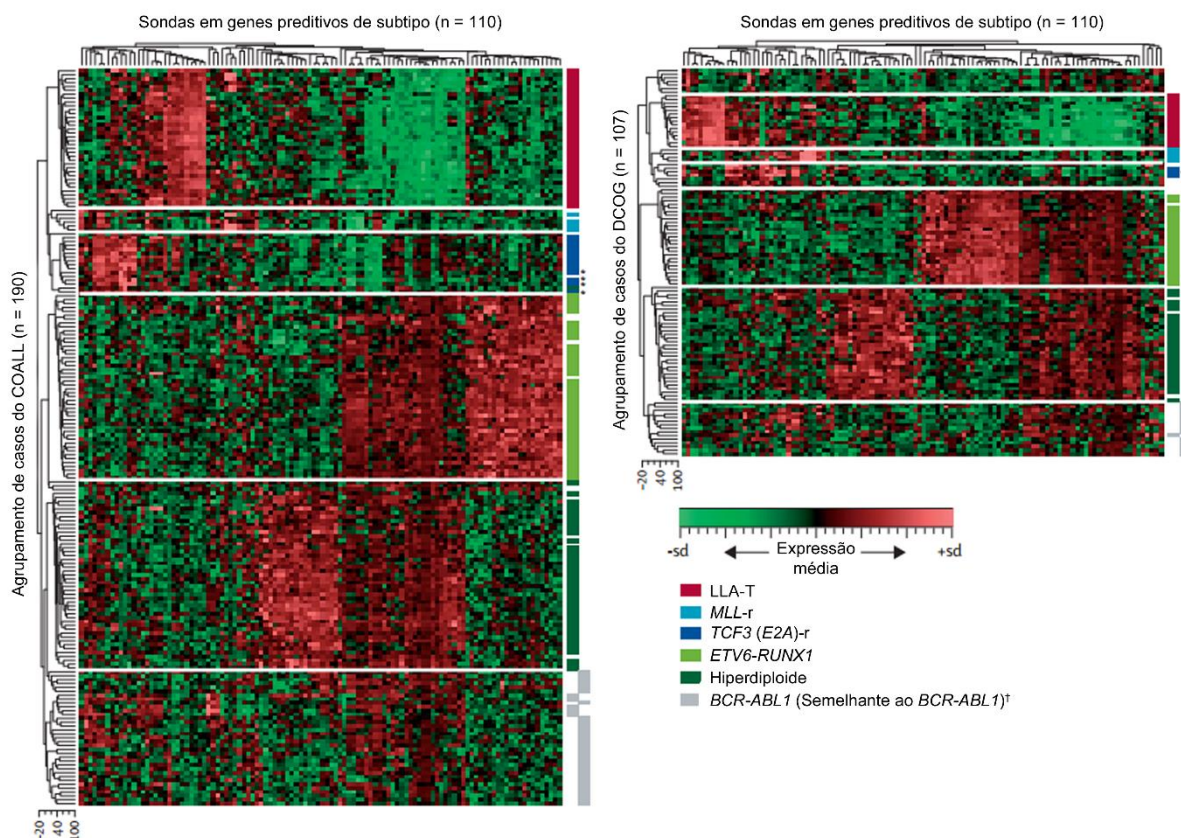 Sondas em genes preditivos de subtipo (n = 110)
Agrupamento de casos do COALL (n = 190)
****
-20 40 60 100
Sondas em genes preditivos de subtipo (n = 110)
Agrupamento de casos do DCOG (n = 107)
-20 40 60 100
-sd Expressão média +sd
LLA-T
MLL-r
TCF3 (E2A)-r
ETV6-RUNX1
Hiperdiploide
BCR-ABL1 (Semelhante ao BCR-ABL1)†